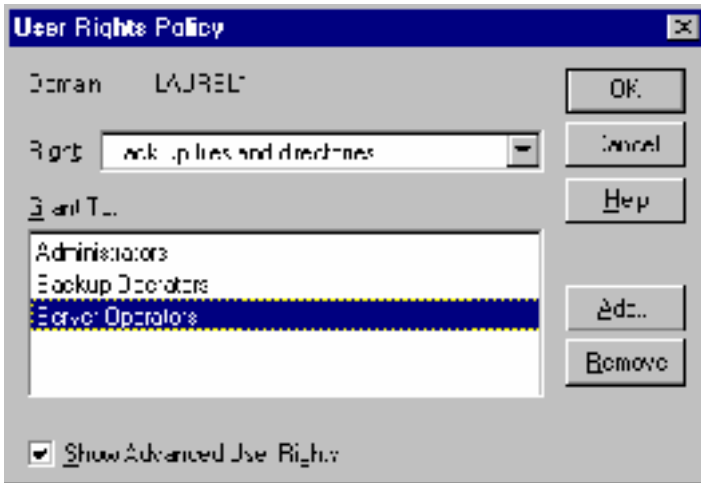 User Rights Policy
Domain: LAUREL1
OK
Right: Back up files and directories
Cancel
Help
Grant To:
Administrators
Backup Operators
Server Operators
Add...
Remove
Show Advanced User Rights